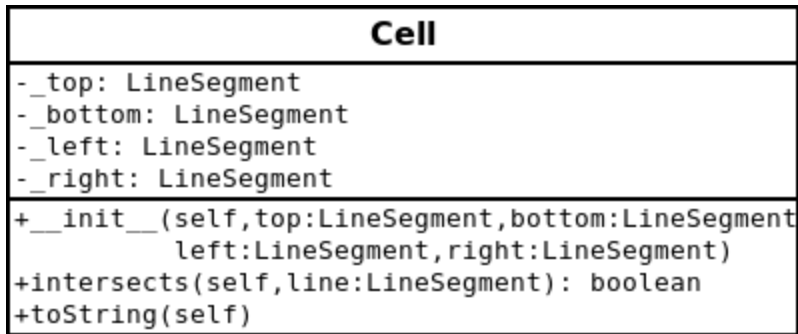 Cell
-_top: LineSegment
-_bottom: LineSegment
-_left: LineSegment
-_right: LineSegment
+__init__(self,top:LineSegment,bottom:LineSegment
left:LineSegment,right:LineSegment)
+intersects(self,line:LineSegment): boolean
+toString(self)